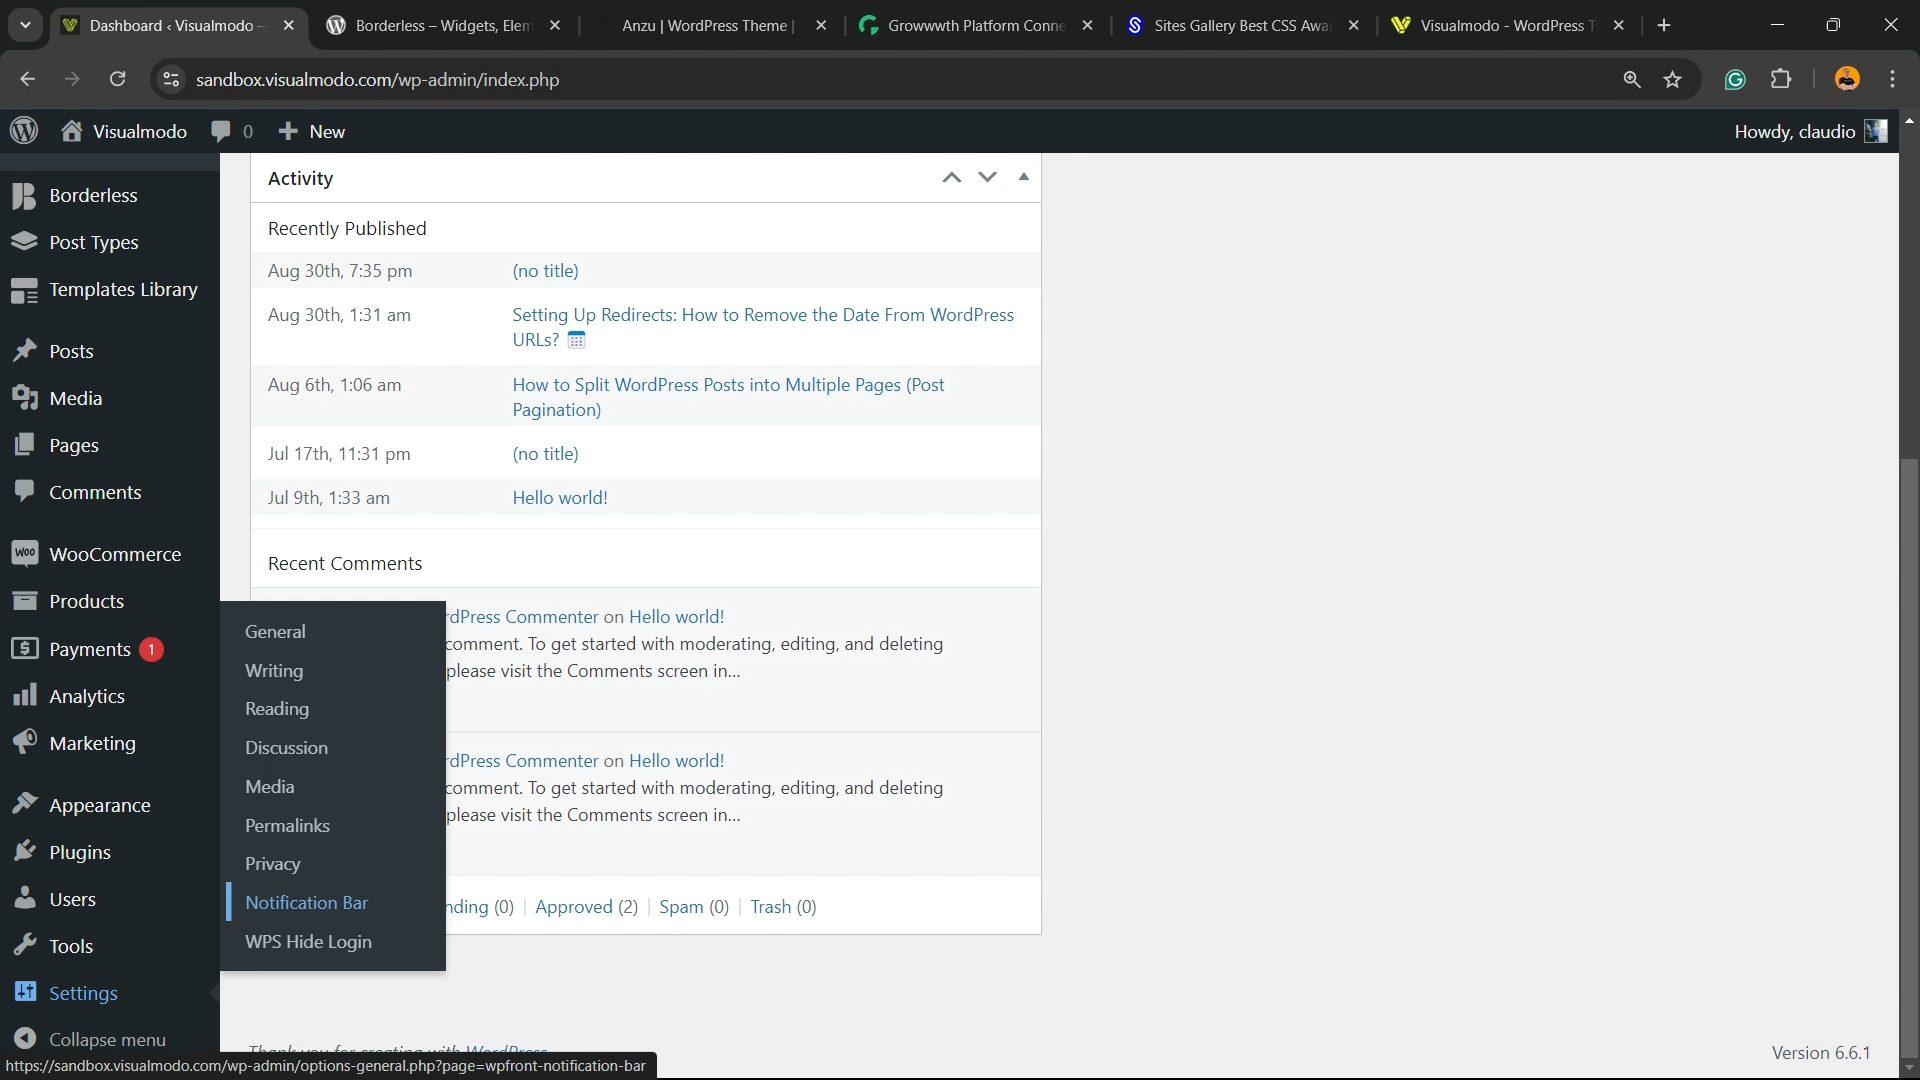 Dashboard ‹ Visualmodo –
Borderless – Widgets, Elem
Anzu | WordPress Theme |
Growwwth Platform Conne
Sites Gallery Best CSS Awa
Visualmodo - WordPress T
sandbox.visualmodo.com/wp-admin/index.php
Visualmodo
0
New
Howdy, claudio
Borderless
Post Types
Templates Library
Posts
Media
Pages
Comments
WooCommerce
Products
Payments 1
Analytics
Marketing
Appearance
Plugins
Users
Tools
Settings
Collapse menu
General
Writing
Reading
Discussion
Media
Permalinks
Privacy
Notification Bar
WPS Hide Login
Activity
Recently Published
Aug 30th, 7:35 pm (no title)
Aug 30th, 1:31 am Setting Up Redirects: How to Remove the Date From WordPress
URLs?
Aug 6th, 1:06 am How to Split WordPress Posts into Multiple Pages (Post
Pagination)
Jul 17th, 11:31 pm (no title)
Jul 9th, 1:33 am Hello world!
Recent Comments
rdPress Commenter on Hello world!
comment. To get started with moderating, editing, and deleting
please visit the Comments screen in...
rdPress Commenter on Hello world!
comment. To get started with moderating, editing, and deleting
please visit the Comments screen in...
nding (0) | Approved (2) | Spam (0) | Trash (0)
Thank you for creating with WordPress
Version 6.6.1
https://sandbox.visualmodo.com/wp-admin/options-general.php?page=wpfront-notification-bar